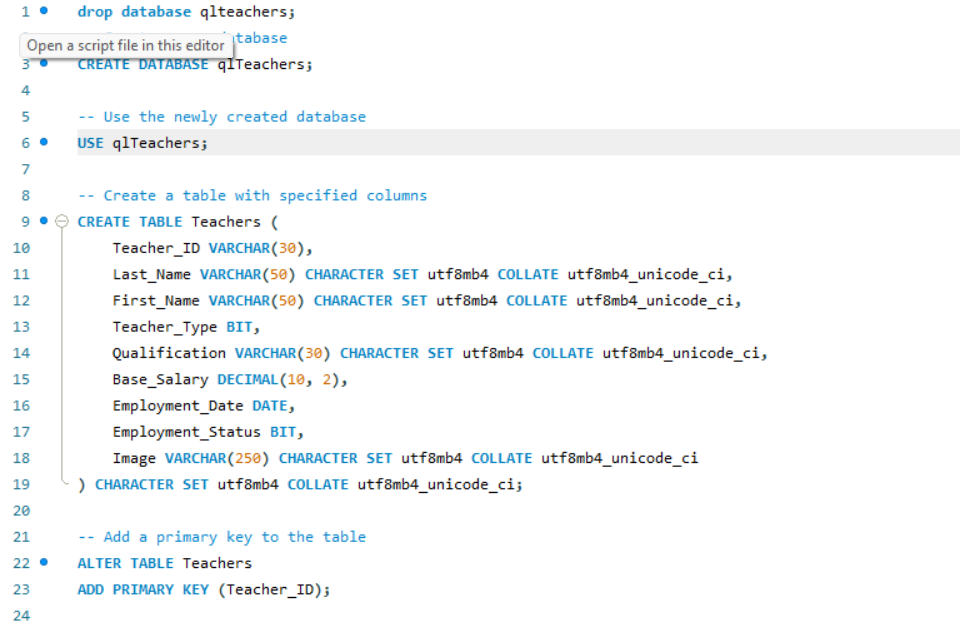 1 drop database qlteachers;
database
Open a script file in this editor
3 CREATE DATABASE qlTeachers;
4
5 -- Use the newly created database
6 USE qlTeachers;
7
8 -- Create a table with specified columns
9 CREATE TABLE Teachers (
10 Teacher_ID VARCHAR(30),
11 Last_Name VARCHAR(50) CHARACTER SET utf8mb4 COLLATE utf8mb4_unicode_ci,
12 First_Name VARCHAR(50) CHARACTER SET utf8mb4 COLLATE utf8mb4_unicode_ci,
13 Teacher_Type BIT,
14 Qualification VARCHAR(30) CHARACTER SET utf8mb4 COLLATE utf8mb4_unicode_ci,
15 Base_Salary DECIMAL(10, 2),
16 Employment_Date DATE,
17 Employment_Status BIT,
18 Image VARCHAR(250) CHARACTER SET utf8mb4 COLLATE utf8mb4_unicode_ci
19 ) CHARACTER SET utf8mb4 COLLATE utf8mb4_unicode_ci;
20
21 -- Add a primary key to the table
22 ALTER TABLE Teachers
23 ADD PRIMARY KEY (Teacher_ID);
24